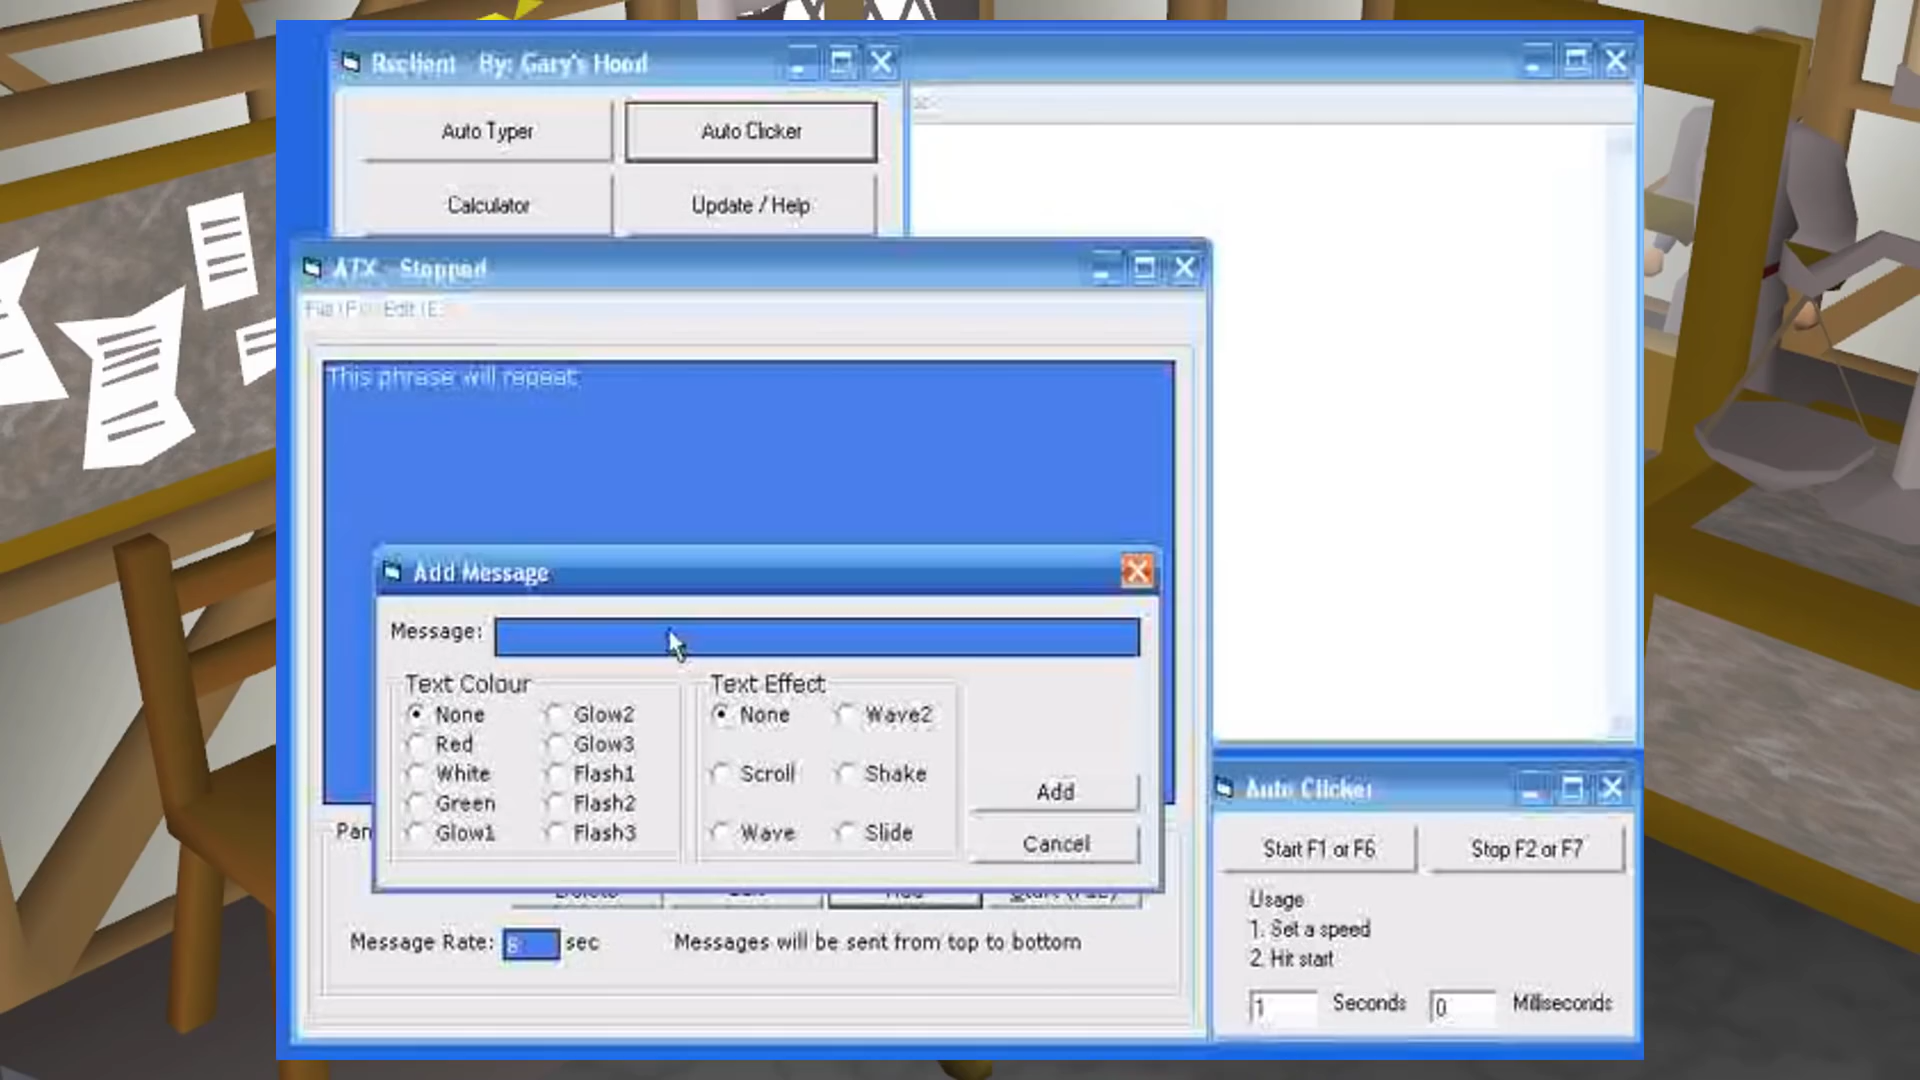 Rsclient - By: Gary's Hood
Auto Typer
Auto Clicker
Calculator
Update / Help
ATX - Stopped
Edit (E
This phrase will repeat
Add Message
Message:
Text Colour
None
Glow2
Red
Glow3
White
Flash1
Green
Flash2
Glow1
Flash3
Text Effect
None
Wave2
Scroll
Shake
Wave
Slide
Add
Cancel
Pan
Message Rate: 8 sec
Messages will be sent from top to bottom
Auto Clicker
Start F1 or F6
Stop F2 or F7
Usage
1. Set a speed
2. Hit start
1 Seconds
0 Milliseconds